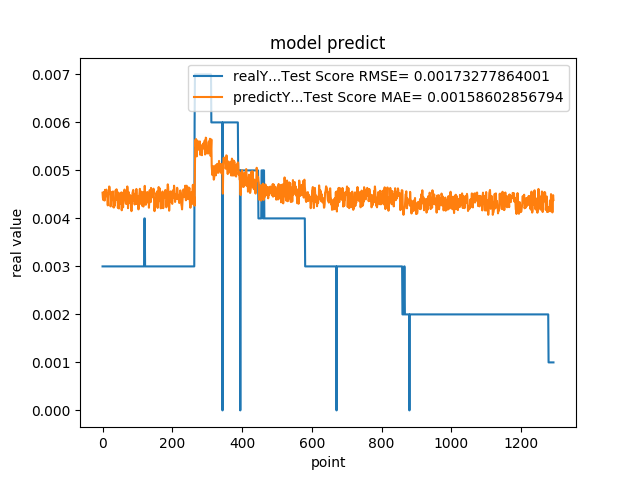 model predict
realY...Test Score RMSE= 0.00173277864001
predictY...Test Score MAE= 0.00158602856794
0.007
0.006
0.005
0.004
0.003
0.002
0.001
0.000
real value
0 200 400 600 800 1000 1200
point